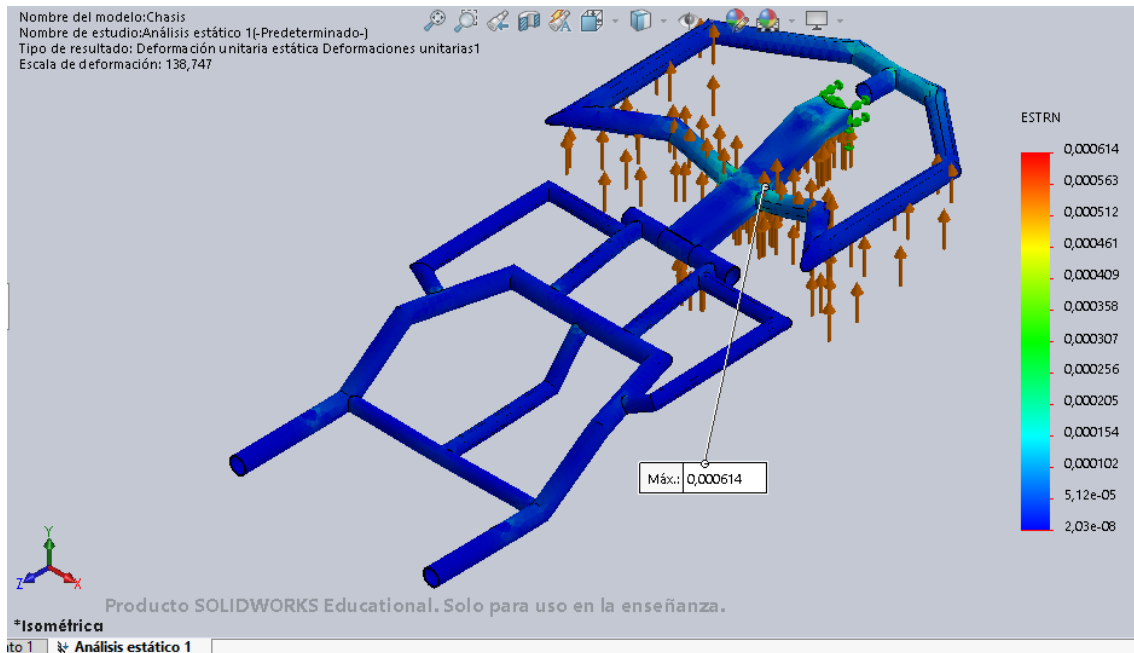 Nombre del modelo:Chasis
Nombre de estudio:Análisis estático 1(-Predeterminado-)
Tipo de resultado: Deformación unitaria estática Deformaciones unitarias1
Escala de deformación: 138,747
ESTRN
0,000614
0,000563
0,000512
0,000461
0,000409
0,000358
0,000307
0,000256
0,000205
0,000154
0,000102
5,12e-05
2,03e-08
Máx.: 0,000614
Y
Z X
Producto SOLIDWORKS Educational. Solo para uso en la enseñanza.
*Isométrica
to 1 Análisis estático 1